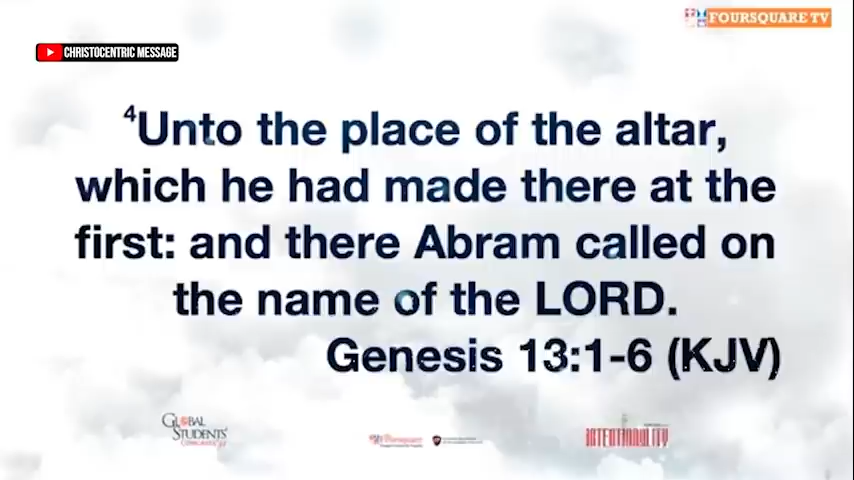 FOURSQUARE TV
CHRISTOCENTRIC MESSAGE
⁴Unto the place of the altar,
which he had made there at the
first: and there Abram called on
the name of the LORD.
Genesis 13:1-6 (KJV)
GLOBAL
STUDENTS'
Foursquare
INTENTIONALITY